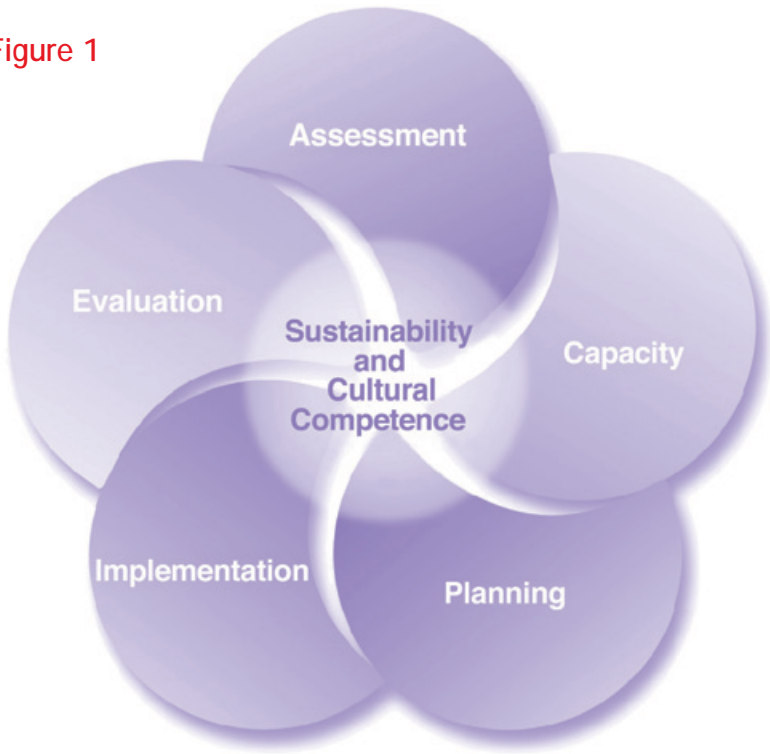 Figure 1
Assessment
Capacity
Planning
Implementation
Evaluation
Sustainability
and
Cultural
Competence